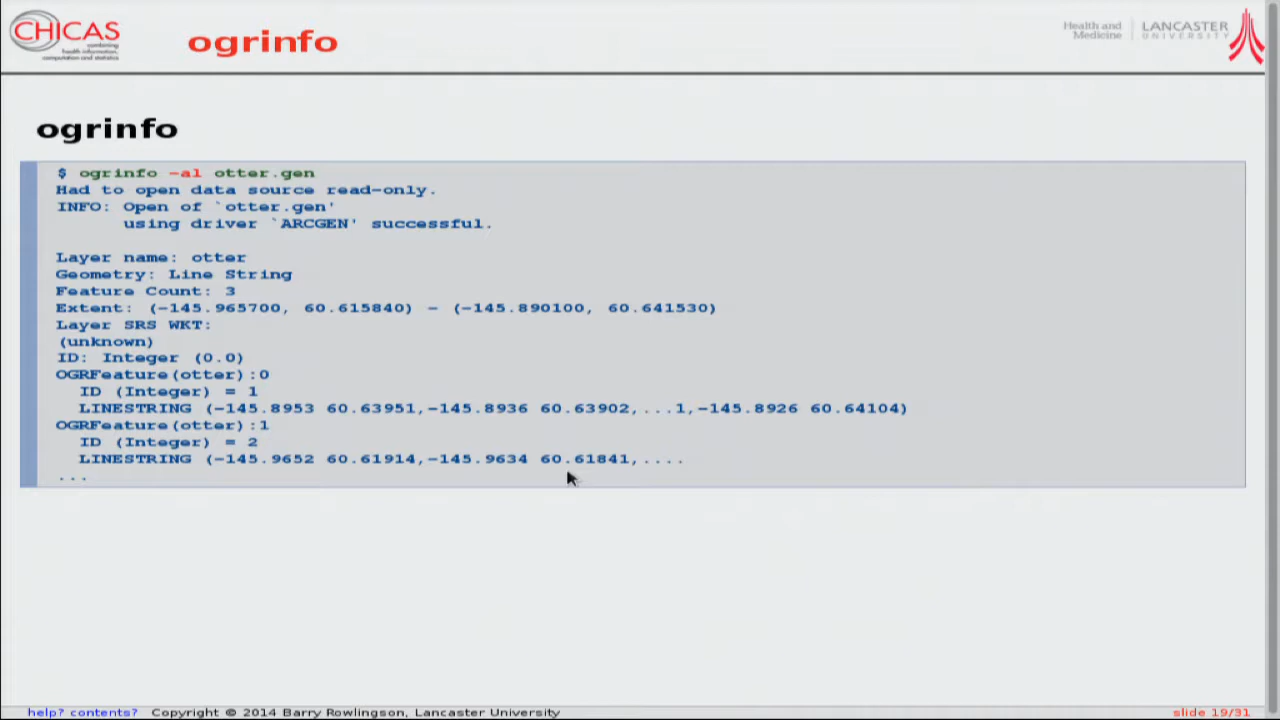 CHICAS
combining
health information,
computation and statistics
ogrinfo
Health and
Medicine
LANCASTER
UNIVERSITY
ogrinfo
$ ogrinfo -al otter.gen
Had to open data source read-only.
INFO: Open of `otter.gen'
using driver `ARCGEN' successful.
Layer name: otter
Geometry: Line String
Feature Count: 3
Extent: (-145.965700, 60.615840) - (-145.890100, 60.641530)
Layer SRS WKT:
(unknown)
ID: Integer (0.0)
OGRFeature(otter):0
ID (Integer) = 1
LINESTRING (-145.8953 60.63951,-145.8936 60.63902,...1,-145.8926 60.64104)
OGRFeature(otter):1
ID (Integer) = 2
LINESTRING (-145.9652 60.61914,-145.9634 60.61841,....
...
help? contents? Copyright © 2014 Barry Rowlingson, Lancaster University
slide 19/31